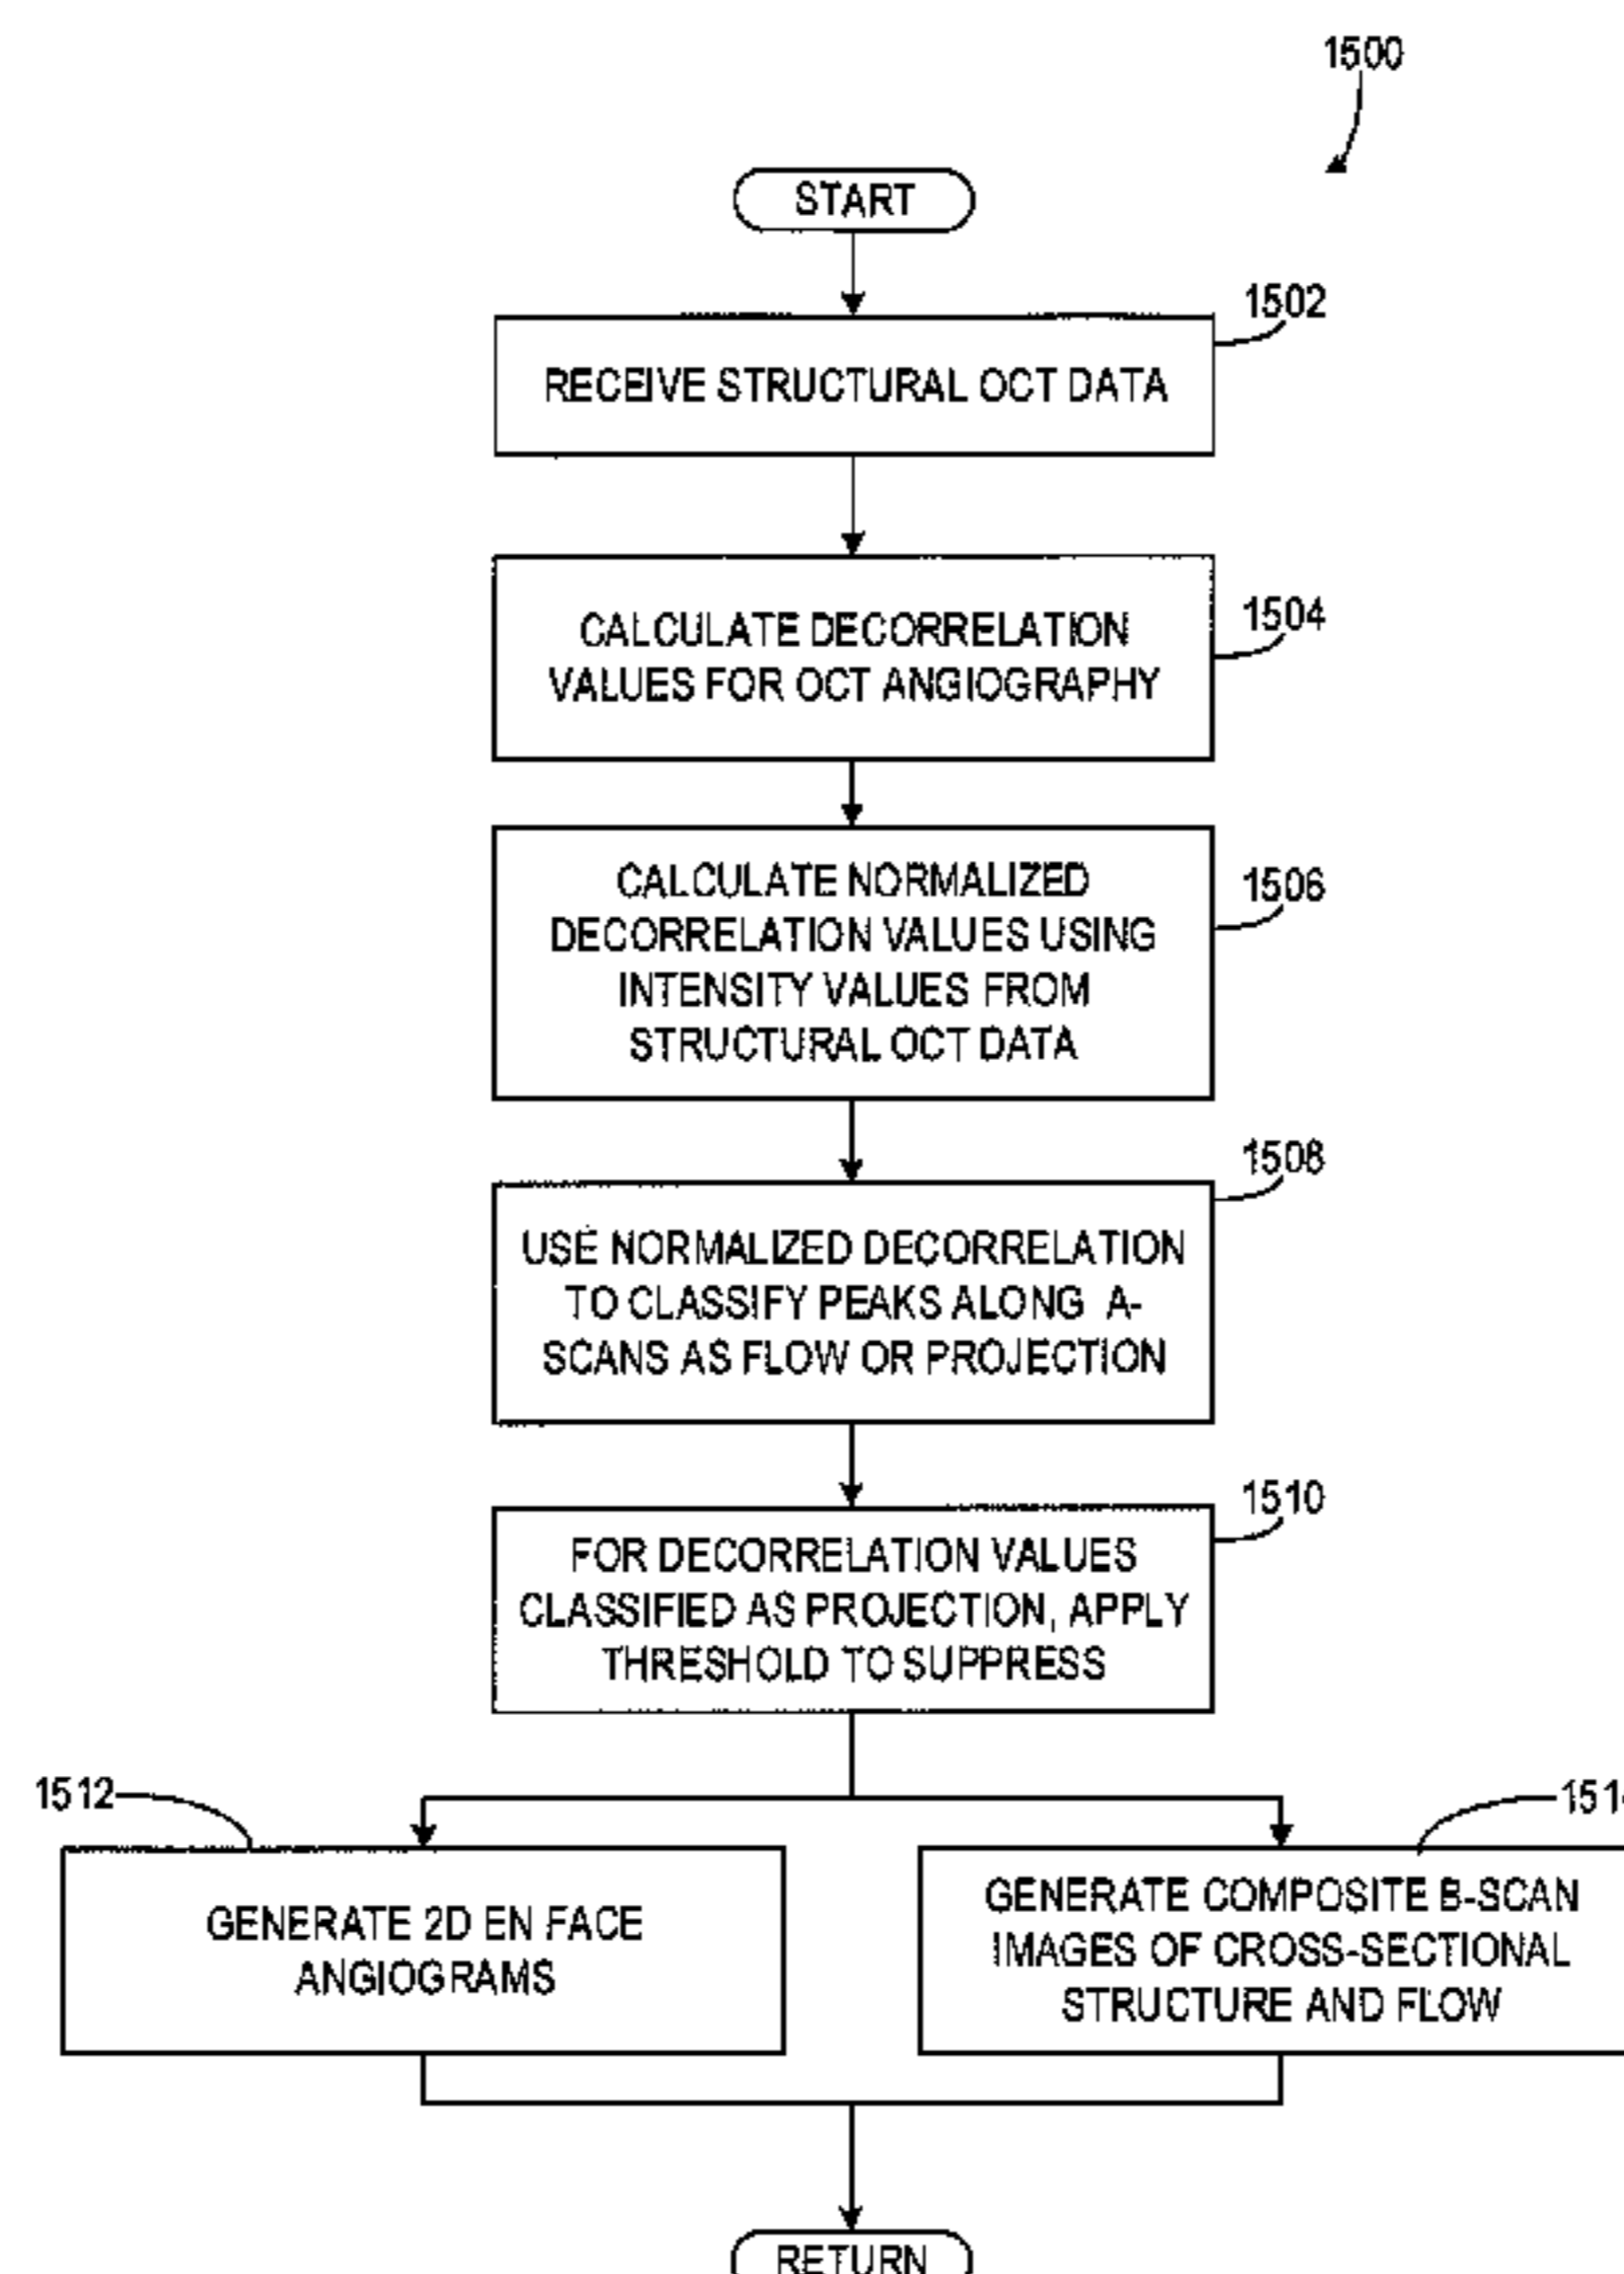 1500
START
1502
RECEIVE STRUCTURAL OCT DATA
1504
CALCULATE DECORRELATION
VALUES FOR OCT ANGIOGRAPHY
1506
CALCULATE NORMALIZED
DECORRELATION VALUES USING
INTENSITY VALUES FROM
STRUCTURAL OCT DATA
1508
USE NORMALIZED DECORRELATION
TO CLASSIFY PEAKS ALONG A-
SCANS AS FLOW OR PROJECTION
1510
FOR DECORRELATION VALUES
CLASSIFIED AS PROJECTION, APPLY
THRESHOLD TO SUPPRESS
1512
GENERATE 2D EN FACE
ANGIOGRAMS
GENERATE COMPOSITE B-SCAN
IMAGES OF CROSS-SECTIONAL
STRUCTURE AND FLOW
RETURN